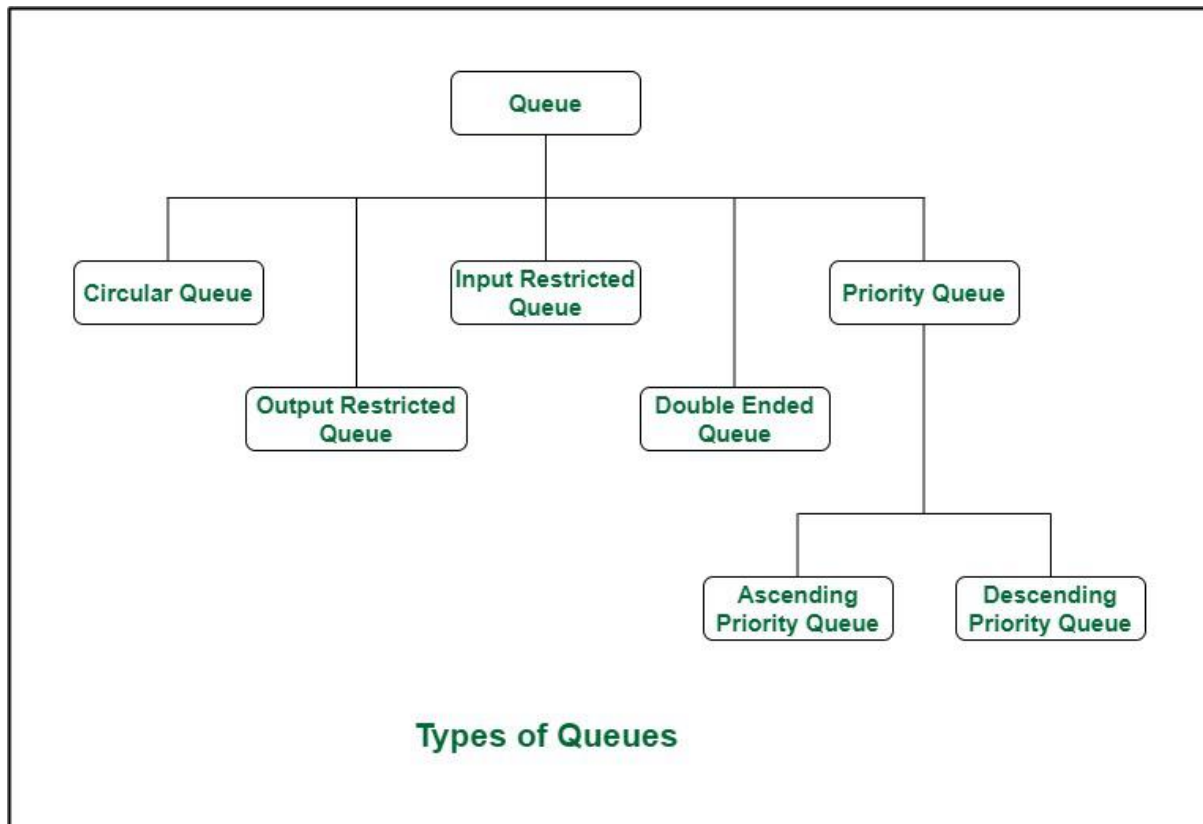 Queue
Circular Queue
Input Restricted
Queue
Priority Queue
Output Restricted
Queue
Double Ended
Queue
Ascending
Priority Queue
Descending
Priority Queue
Types of Queues